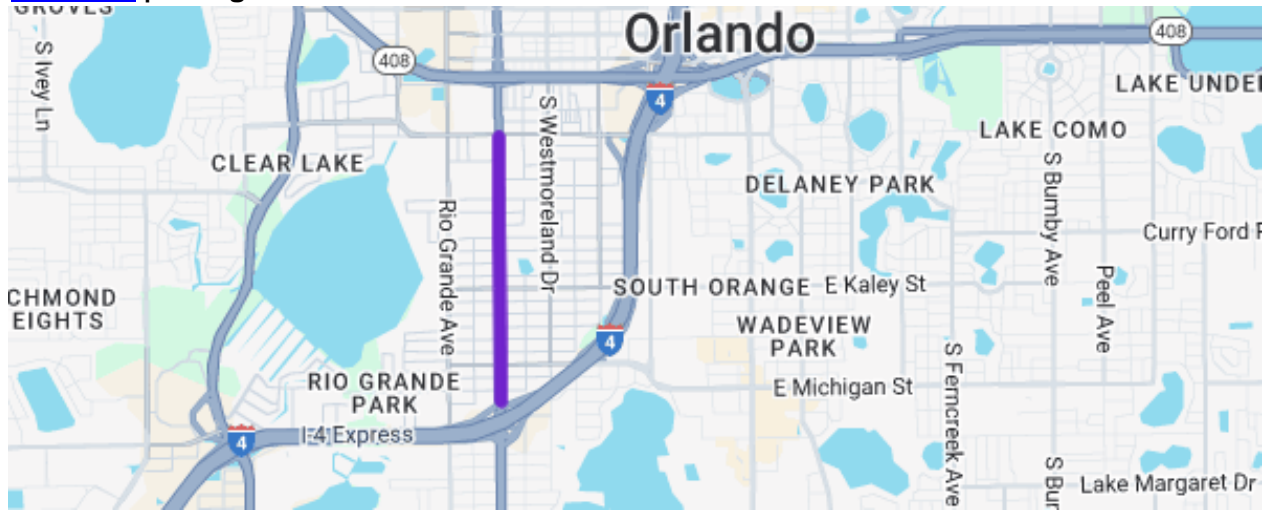 GROVES
Orlando
408
408
S Ivey Ln
4
LAKE UNDE
S Westmoreland Dr
LAKE COMO
CLEAR LAKE
DELANEY PARK
S Bumby Ave
Rio Grande Ave
Curry Ford
CHMOND
EIGHTS
SOUTH ORANGE
E Kaley St
Peel Ave
WADEVIEW
PARK
4
S Ferncreek Ave
RIO GRANDE
PARK
E Michigan St
I-4 Express
4
S Bu
Lake Margaret Dr